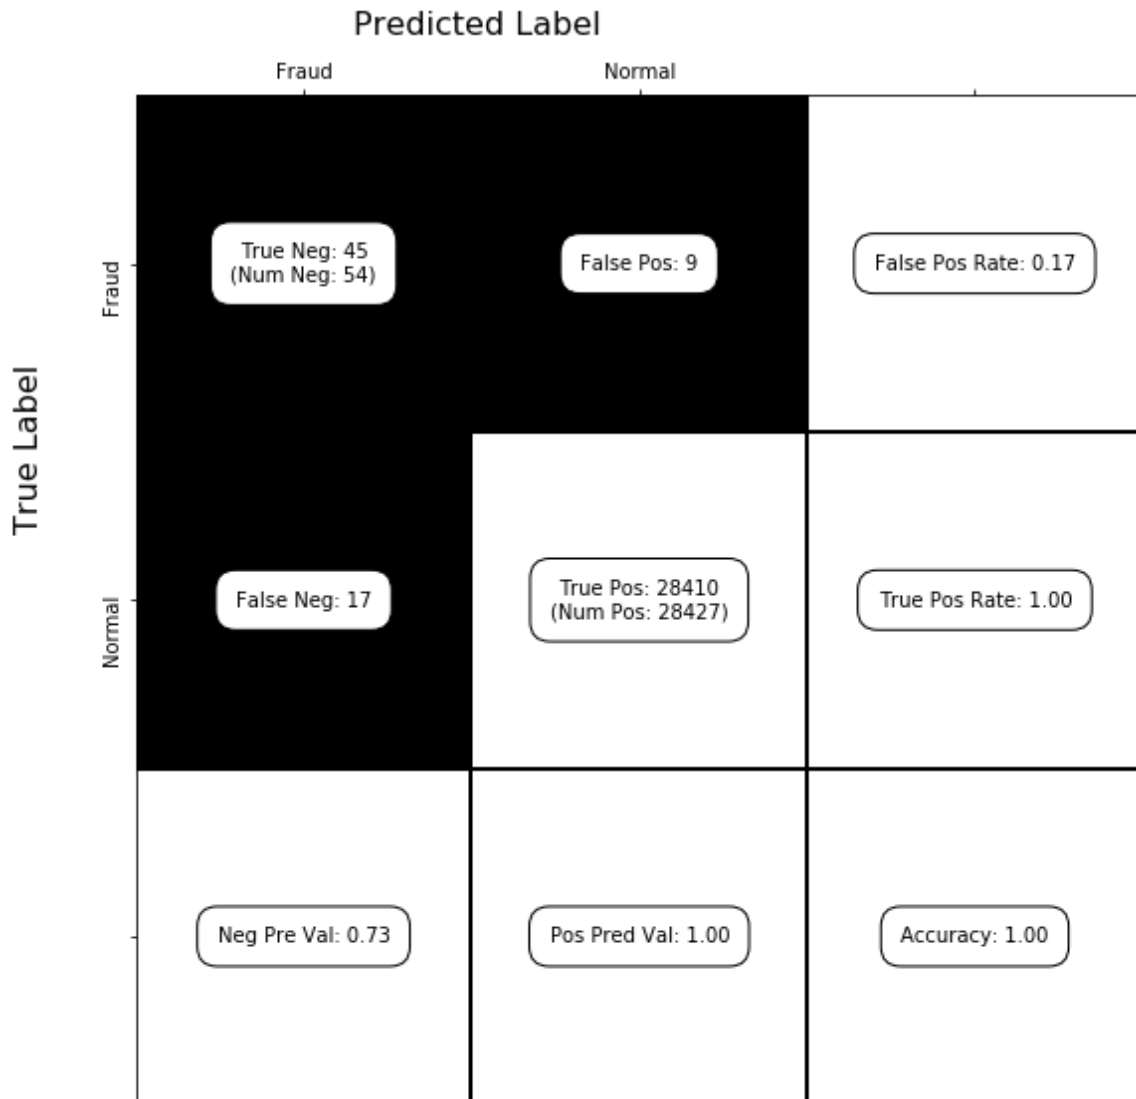 Predicted Label
Fraud
Normal
True Label
Fraud
True Neg: 45
(Num Neg: 54)
False Pos: 9
False Pos Rate: 0.17
Normal
False Neg: 17
True Pos: 28410
(Num Pos: 28427)
True Pos Rate: 1.00
Neg Pre Val: 0.73
Pos Pred Val: 1.00
Accuracy: 1.00